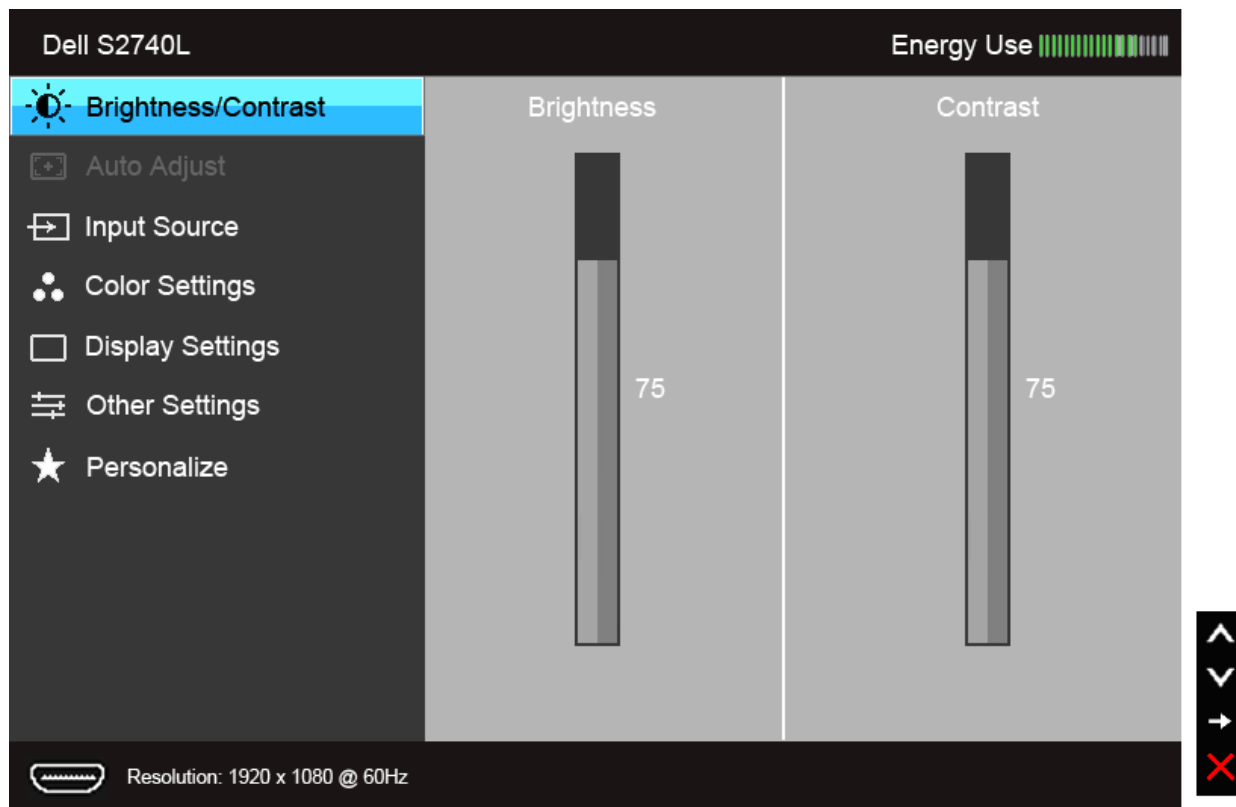 Dell S2740L
Energy Use
Brightness/Contrast
Brightness
Contrast
Auto Adjust
Input Source
Color Settings
Display Settings
75
75
Other Settings
Personalize
Resolution: 1920 x 1080 @ 60Hz